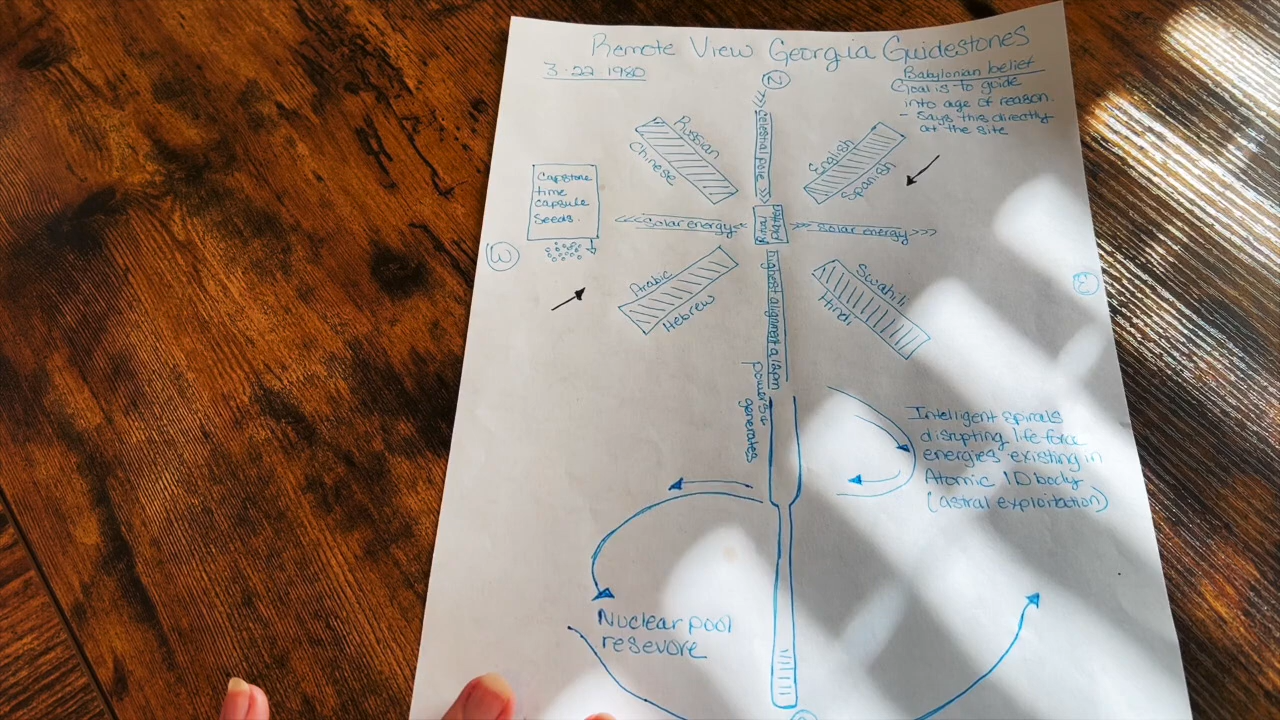 Remote View Georgia Guidestones
3.22.1980
Babylonian belief
Goal is to guide
into age of reason.
- Says this directly
at the site
N
Celestial pole
Russian
Chinese
English
Spanish
Capstone
time
capsule
seeds.
solar energy
solar energy
W
E
Arabic
Hebrew
Swahili
Hindi
highest alignment
power
generates
Intelligent spirals
disrupting life force
energies existing in
Atomic 1D body
(astral exploitation)
Nuclear pool
resevore